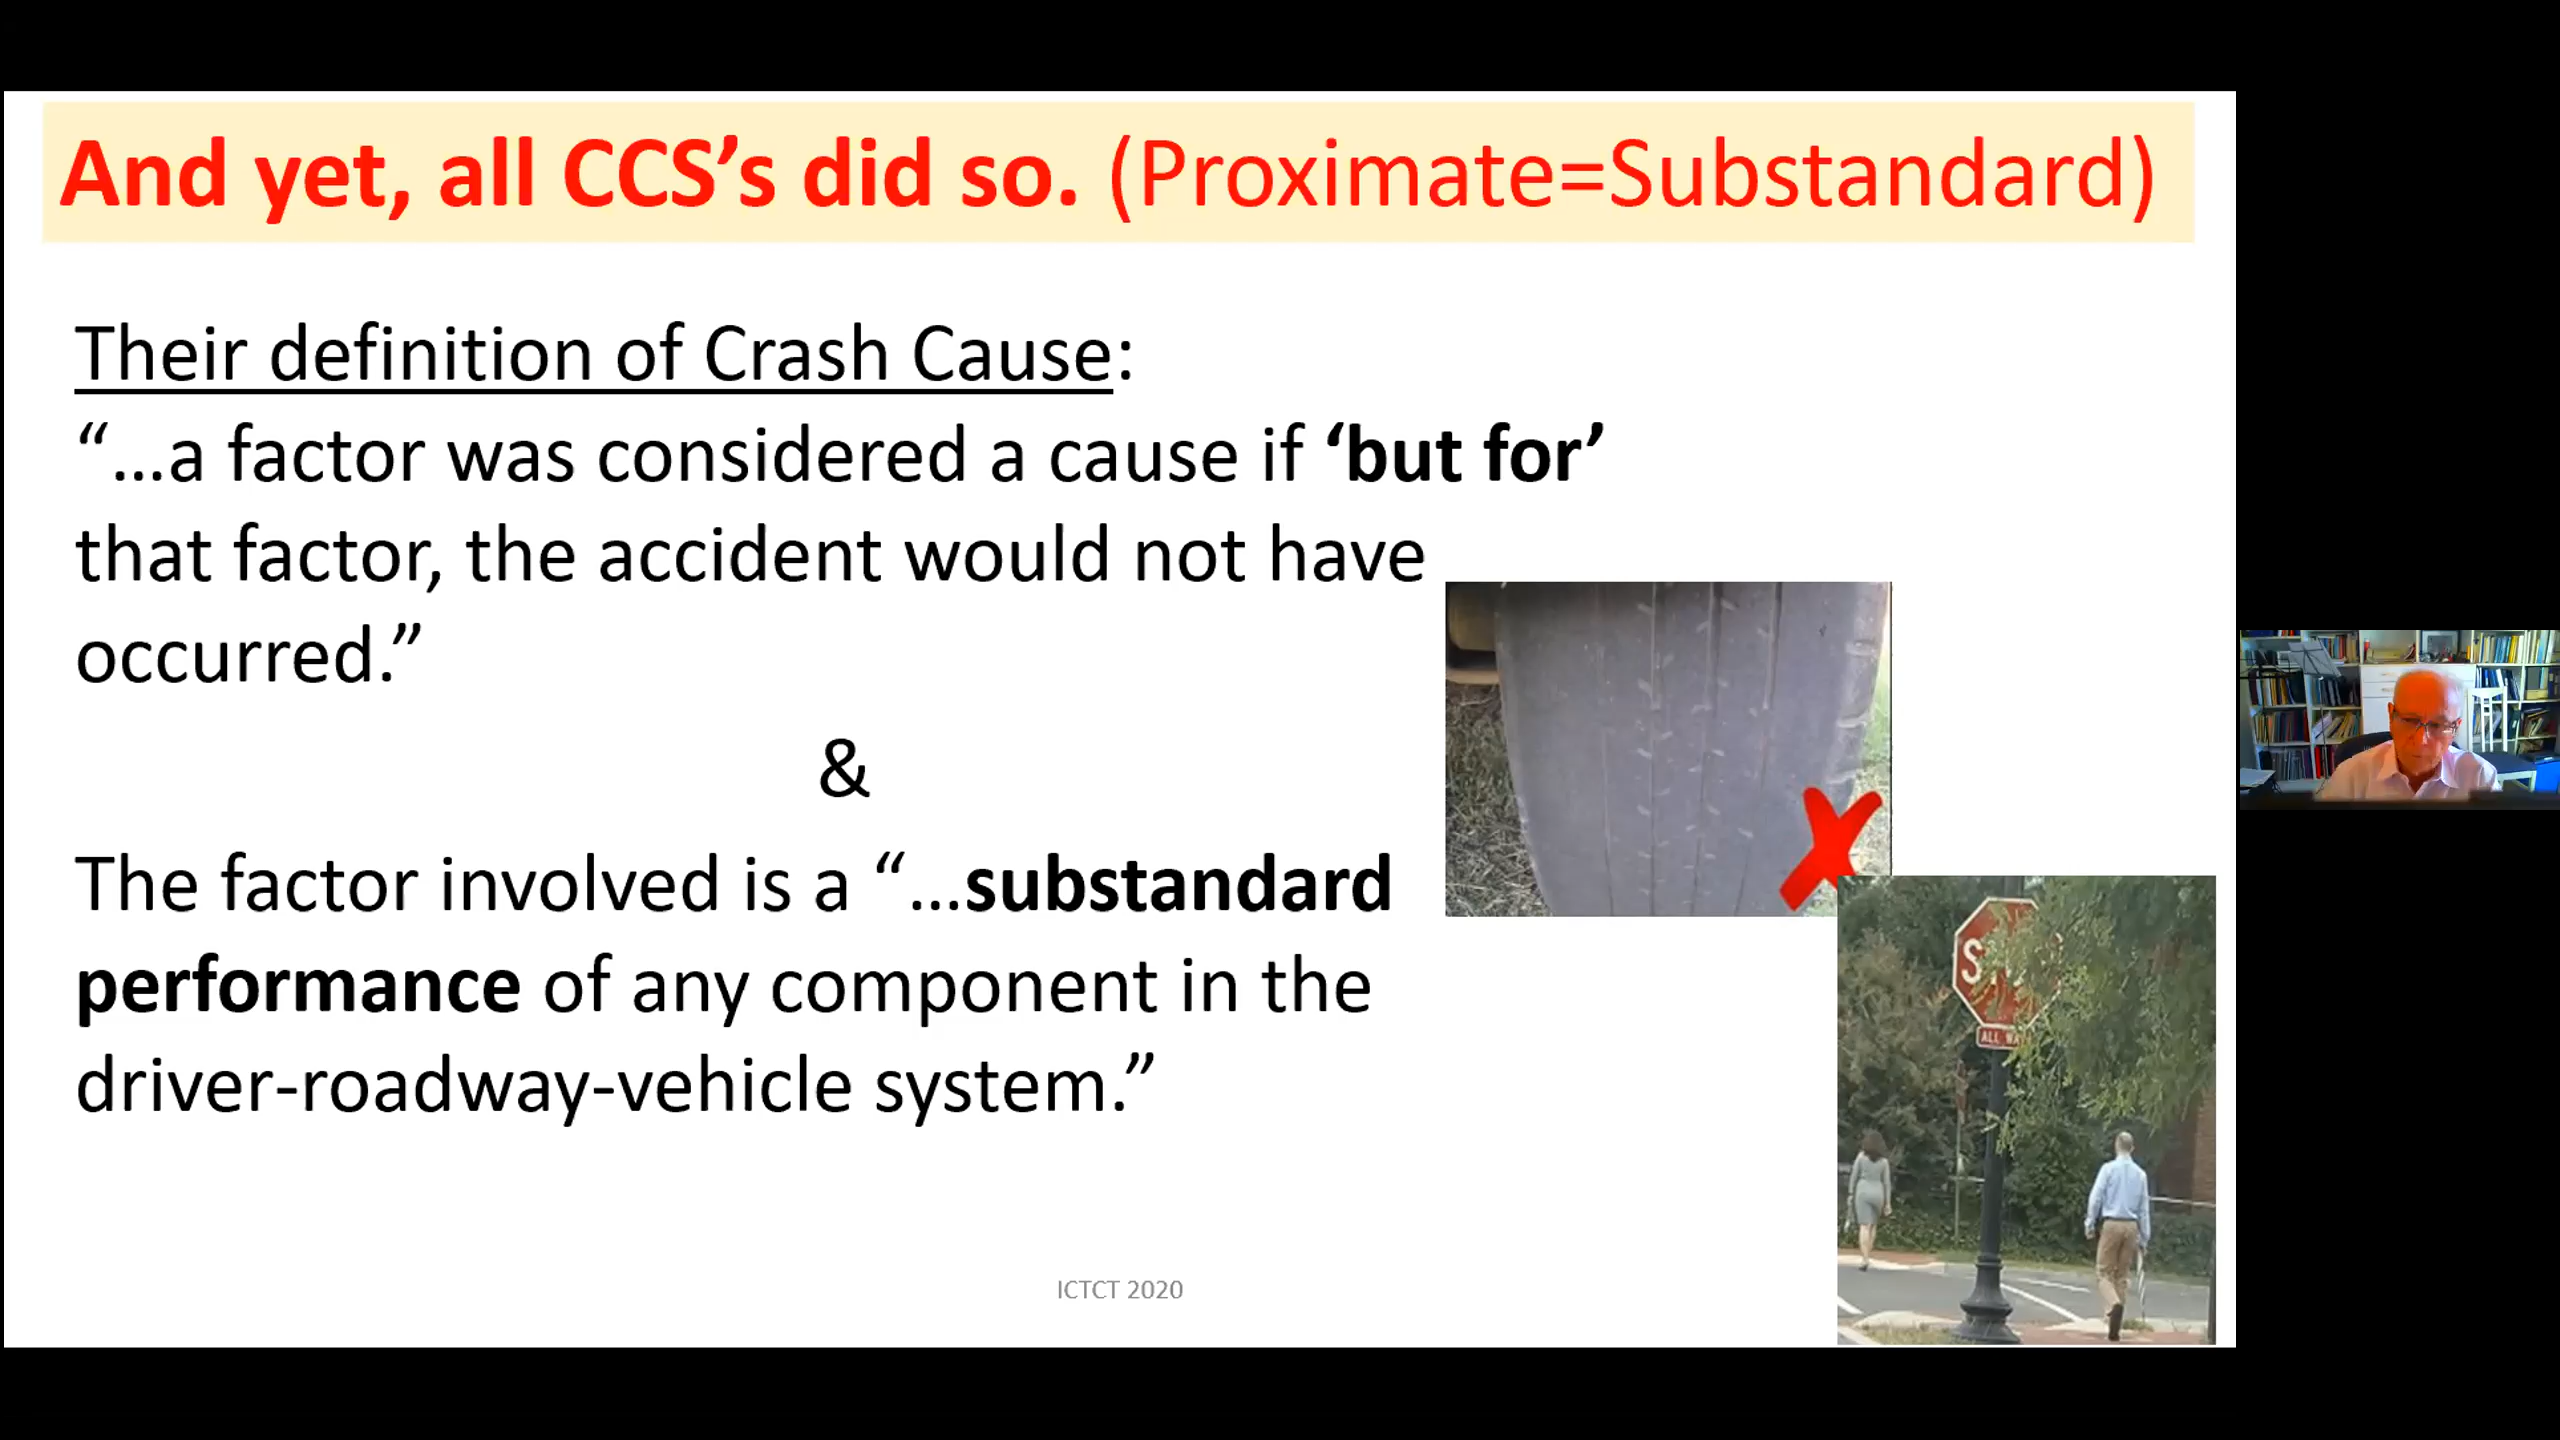 And yet, all CCS’s did so. (Proximate=Substandard)
Their definition of Crash Cause:
“…a factor was considered a cause if ‘but for’
that factor, the accident would not have
occurred.”
&
The factor involved is a “…substandard
performance of any component in the
driver-roadway-vehicle system.”
S
ALL WA
ICTCT 2020